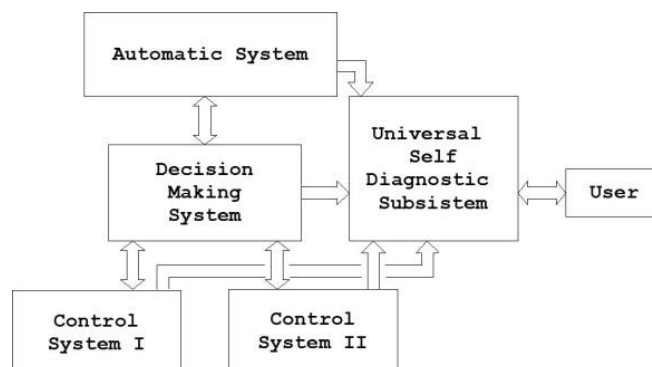 Automatic System
Decision
Making
System
Universal
Self
Diagnostic
Subsistem
User
Control
System I
Control
System II